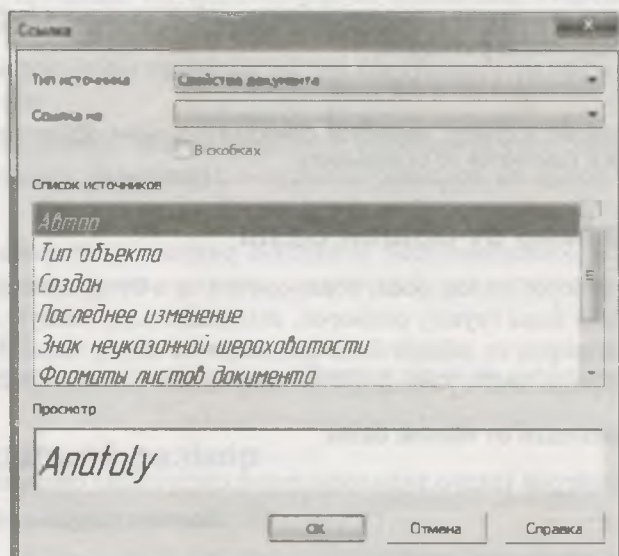 Ссылка
Тип источника Свойства документа
Ссылка на
В скобках
Список источников
Автор
Тип объекта
Создан
Последнее изменение
Знак неуказанной шероховатости
Форматы листов документа
Просмотр
Anatoly
OK Отмена Справка